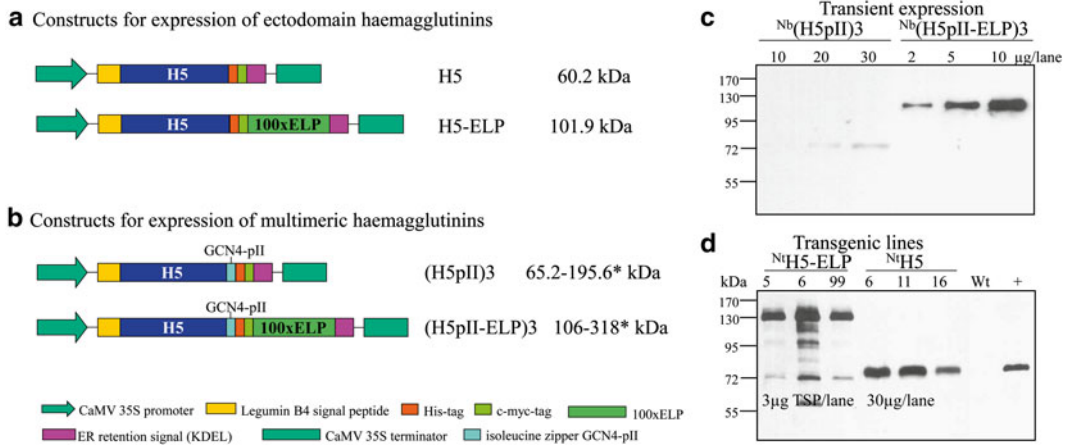 a Constructs for expression of ectodomain haemagglutinins
H5
H5 60.2 kDa
H5 100xELP
H5-ELP 101.9 kDa
b Constructs for expression of multimeric haemagglutinins
GCN4-pII
H5
(H5pII)3 65.2-195.6* kDa
GCN4-pII
H5 100xELP
(H5pII-ELP)3 106-318* kDa
CaMV 35S promoter Legumin B4 signal peptide His-tag c-myc-tag 100xELP
ER retention signal (KDEL) CaMV 35S terminator isoleucine zipper GCN4-pII
c Transient expression
Nb(H5pII)3 Nb(H5pII-ELP)3
10 20 30 2 5 10 µg/lane
170
130
95
72
55
d Transgenic lines
NtH5-ELP NtH5
kDa 5 6 99 6 11 16 Wt +
170
130
95
72
55
3µg TSP/lane 30µg/lane